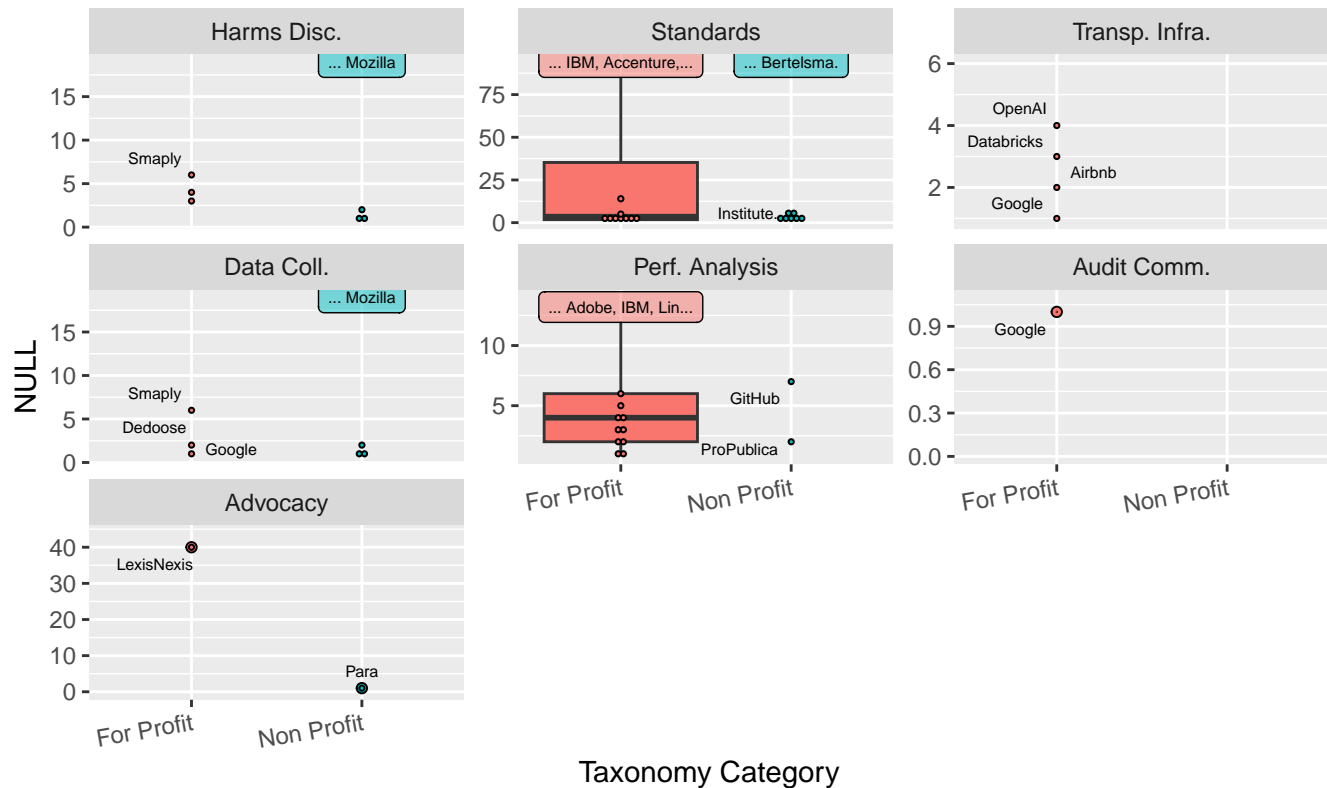 Harms Disc.
Standards
Transp. Infra.
... Mozilla
15
10
5
0
Smaply
... IBM, Accenture,...
... Bertelsma.
75
50
25
0
Institute.
6
4
2
OpenAI
Databricks
Airbnb
Google
Data Coll.
Perf. Analysis
Audit Comm.
NULL
... Mozilla
15
10
5
0
Smaply
Dedoose
Google
... Adobe, IBM, Lin...
10
5
GitHub
ProPublica
For Profit
Non Profit
0.9
0.6
0.3
0.0
Google
For Profit
Non Profit
Advocacy
40
30
20
10
0
LexisNexis
Para
For Profit
Non Profit
Taxonomy Category